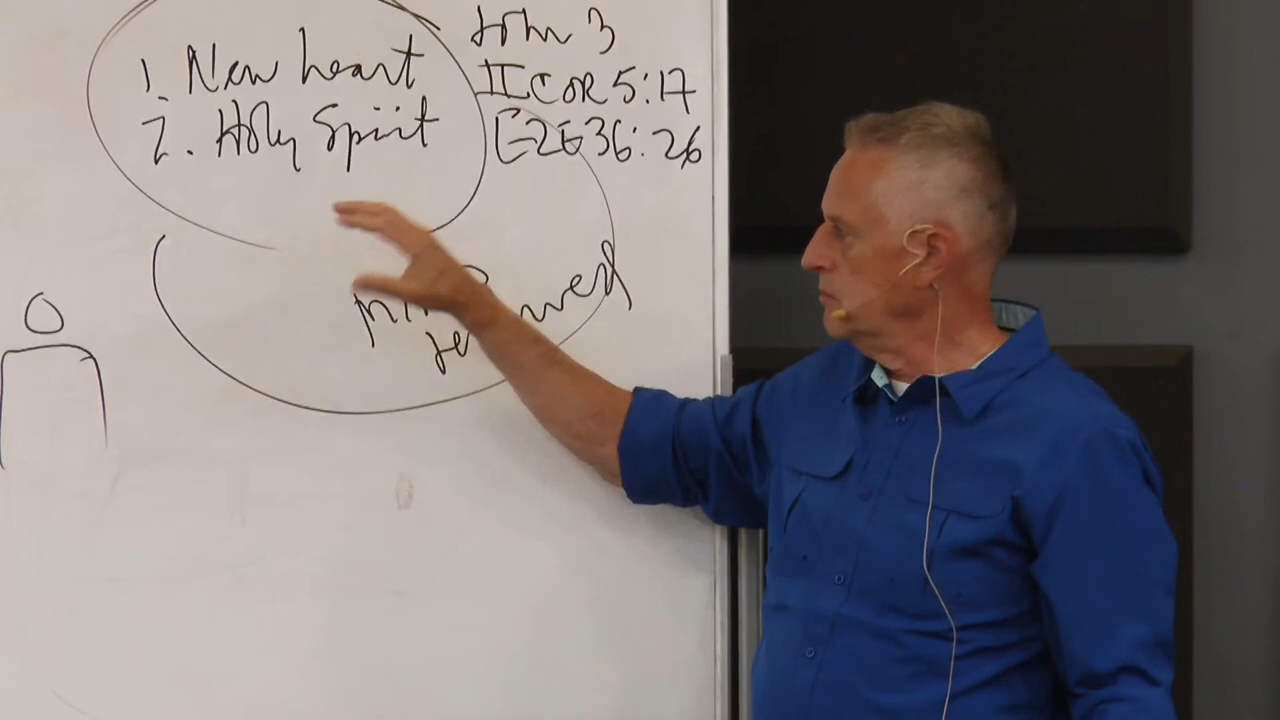 John 3
1. New heart
II COR 5:17
2. Holy Spirit
EZE 36:26